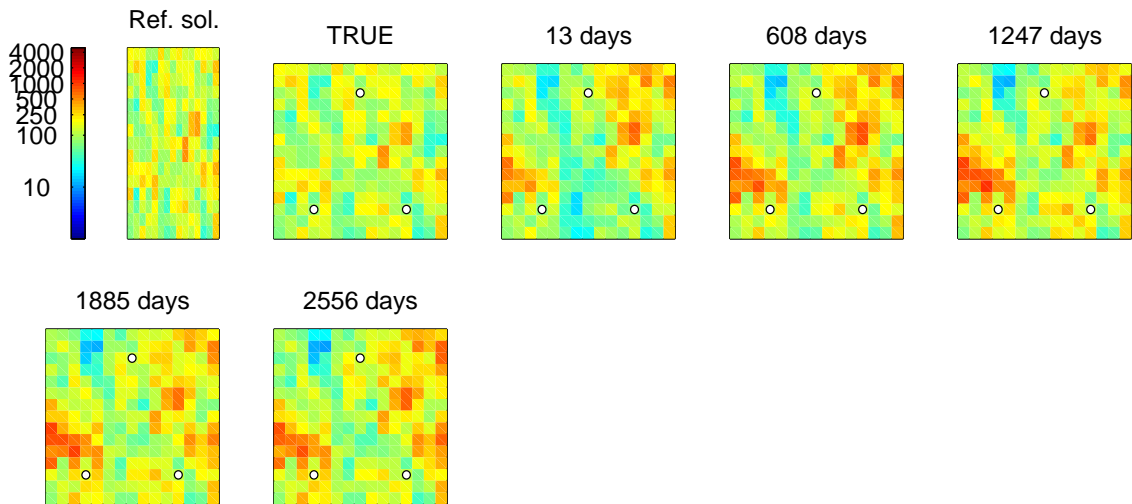 Ref. sol.
TRUE
13 days
608 days
1247 days
4000
2000
1000
500
250
100
10
1885 days
2556 days